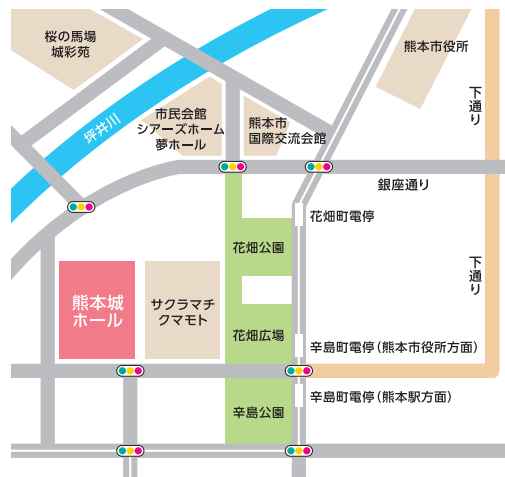 桜の馬場
城彩苑
熊本市役所
下通り
坪井川
市民会館
シアーズホーム
夢ホール
熊本市
国際交流会館
銀座通り
花畑町電停
花畑公園
下通り
熊本城
ホール
サクラマチ
クマモト
花畑広場
辛島町電停(熊本市役所方面)
辛島町電停(熊本駅方面)
辛島公園